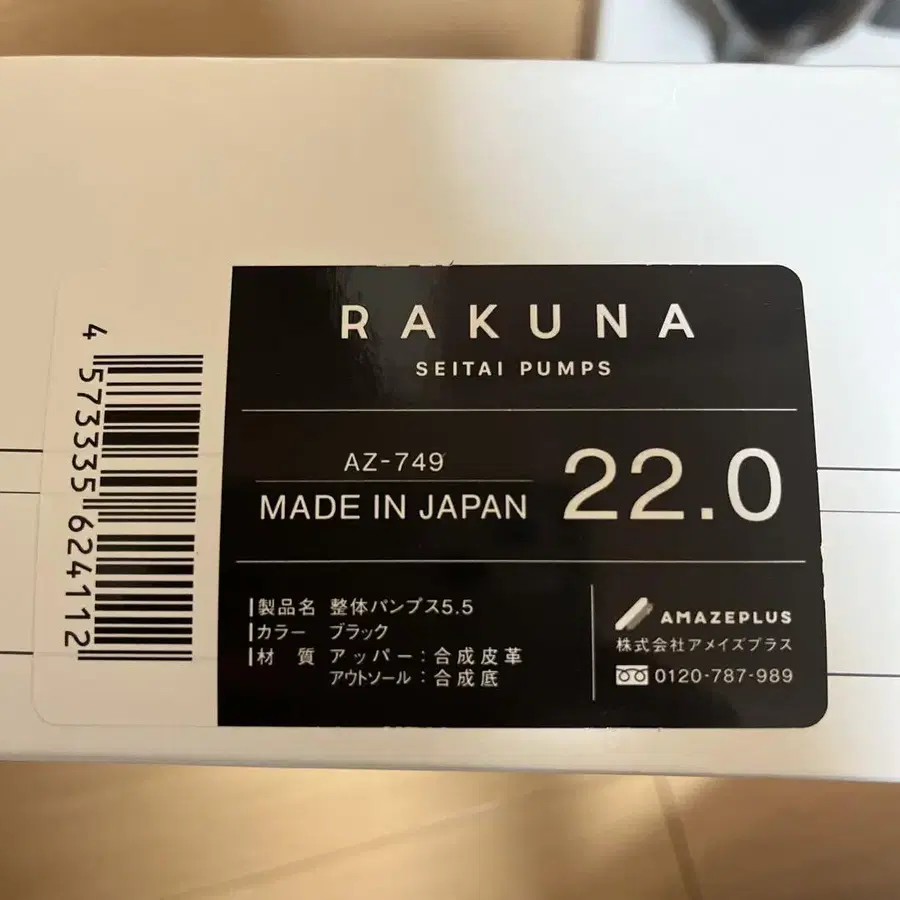 4 573335 624112
RAKUNA
SEITAI PUMPS
AZ-749
MADE IN JAPAN
22.0
製品名 整体パンプス5.5
カラー ブラック
材 質 アッパー：合成皮革
アウトソール：合成底
AMAZEPLUS
株式会社アメイズプラス
0120-787-989